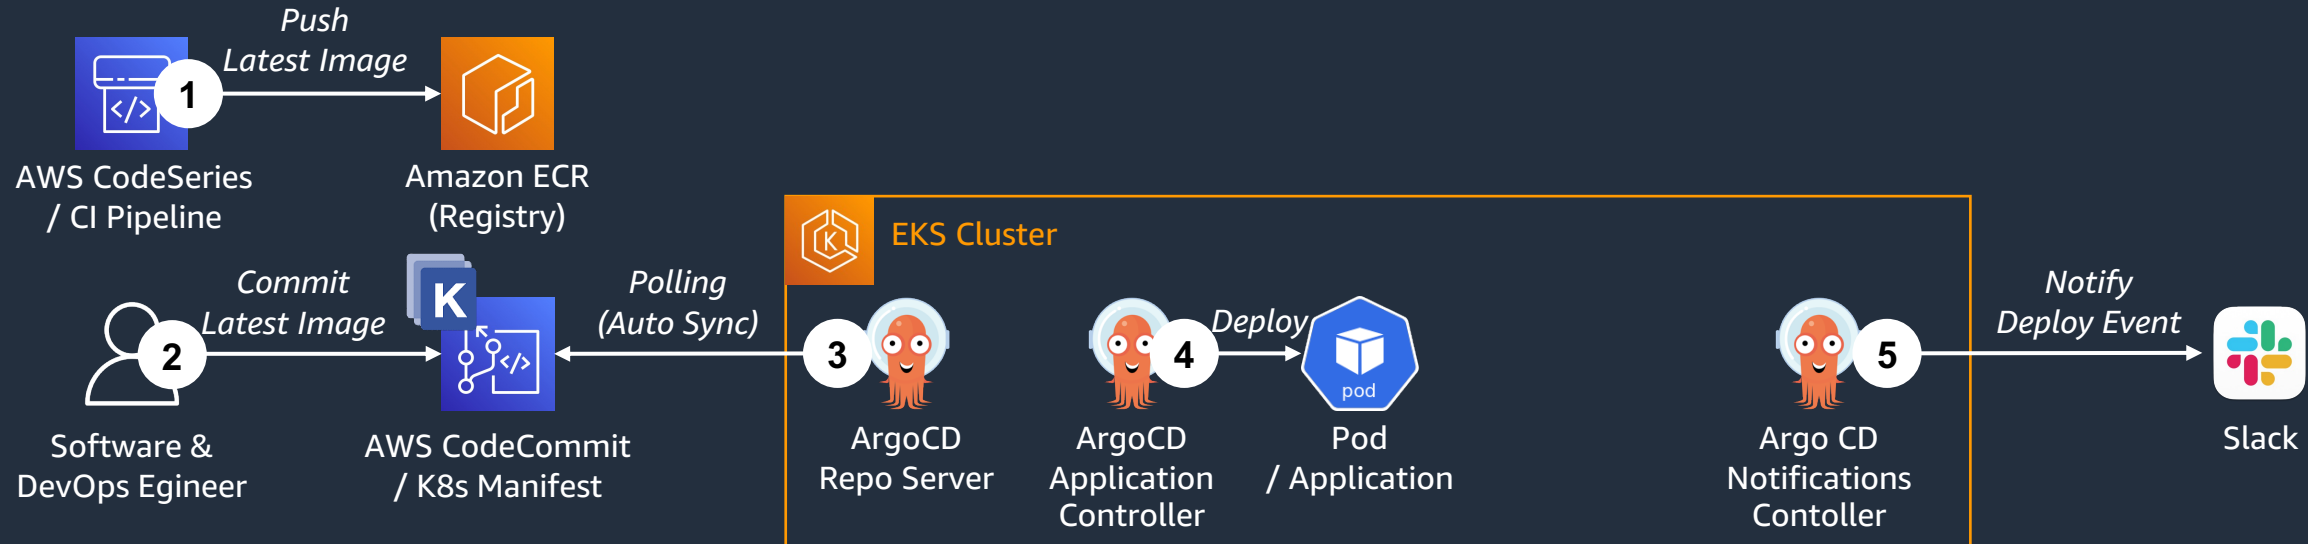 Push
Latest Image
1
AWS CodeSeries
/ CI Pipeline
Amazon ECR
(Registry)
EKS Cluster
Commit
Latest Image
2
K
Polling
(Auto Sync)
3
4
Deploy
pod
5
Notify
Deploy Event
Software &
DevOps Egineer
AWS CodeCommit
/ K8s Manifest
ArgoCD
Repo Server
ArgoCD
Application
Controller
Pod
/ Application
Argo CD
Notifications
Contoller
Slack